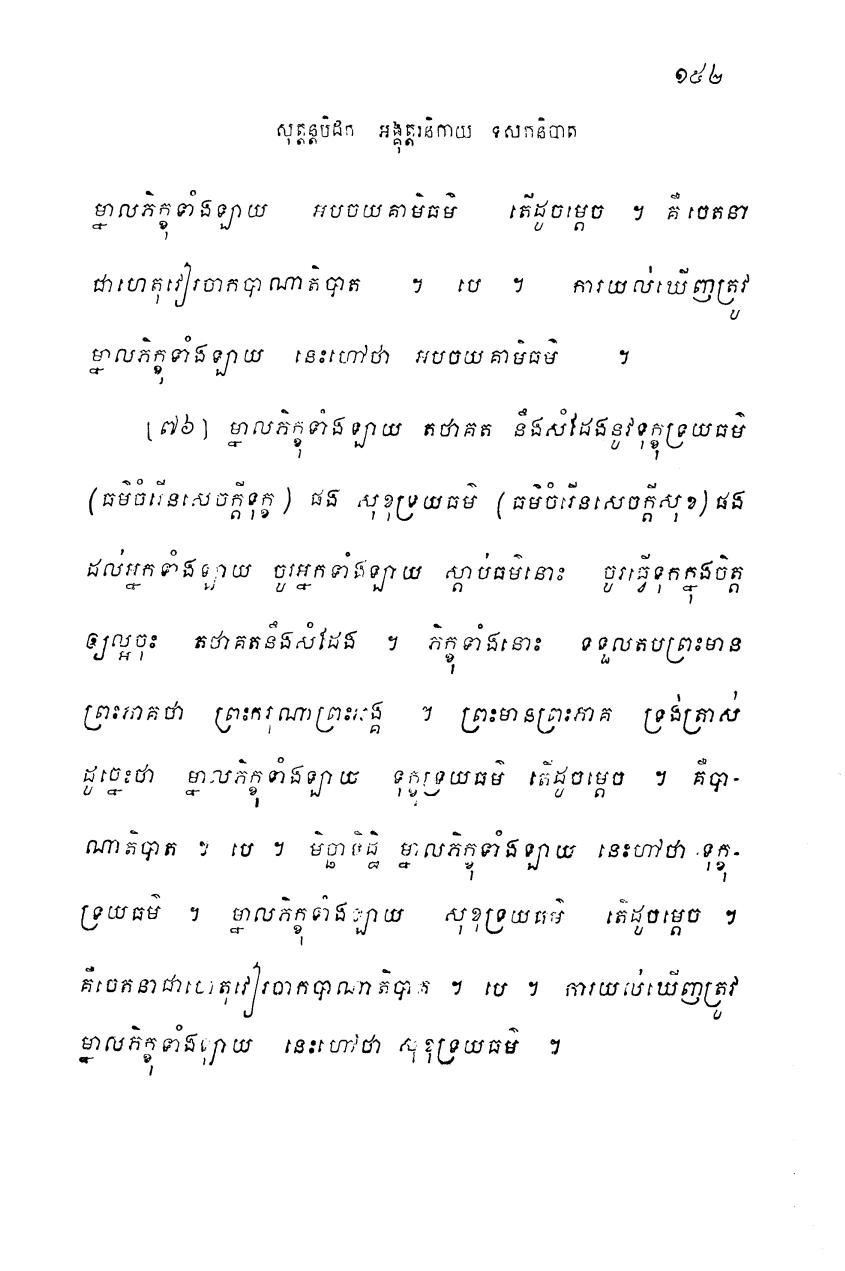 ១៥២
សុត្តន្តបិដក អង្គុត្តរនិកាយ ទសកនិបាត
ម្នាលភិក្ខុទាំងឡាយ អបចយគាមិធម៌ តើដូចម្តេច ។ គឺ ចេតនា
ជាហេតុវៀរចាកបាណាតិបាត ។ បេ ។ ការយល់ឃើញត្រូវ
ម្នាលភិក្ខុទាំងឡាយ នេះហៅថា អបចយគាមិធម៌ ។
[៧៦] ម្នាលភិក្ខុទាំងឡាយ តថាគត នឹងសំដែងនូវទុក្ខុទ្រយធម៌
(ធម៌ចំរើនសេចក្តីទុក្ខ) ផង សុខុទ្រយធម៌ (ធម៌ចំរើនសេចក្តីសុខ) ផង
ដល់អ្នកទាំងឡាយ ចូរអ្នកទាំងឡាយ ស្តាប់ធម៌នោះ ចូរធ្វើទុកក្នុងចិត្ត
ឲ្យល្អចុះ តថាគតនឹងសំដែង ។ ភិក្ខុទាំងនោះ ទទួលតបព្រះមាន
ព្រះភាគថា ព្រះករុណាព្រះអង្គ ។ ព្រះមានព្រះភាគ ទ្រង់ត្រាស់
ដូច្នេះថា ម្នាលភិក្ខុទាំងឡាយ ទុក្ខុទ្រយធម៌ តើដូចម្តេច ។ គឺបា-
ណាតិបាត ។ បេ ។ មិច្ឆាទិដ្ឋិ ម្នាលភិក្ខុទាំងឡាយ នេះហៅថា ទុក្ខុ-
ទ្រយធម៌ ។ ម្នាលភិក្ខុទាំងឡាយ សុខុទ្រយធម៌ តើដូចម្តេច ។
គឺចេតនាជាហេតុវៀរចាកបាណាតិបាត ។ បេ ។ ការយល់ឃើញត្រូវ
ម្នាលភិក្ខុទាំងឡាយ នេះហៅថា សុខុទ្រយធម៌ ។